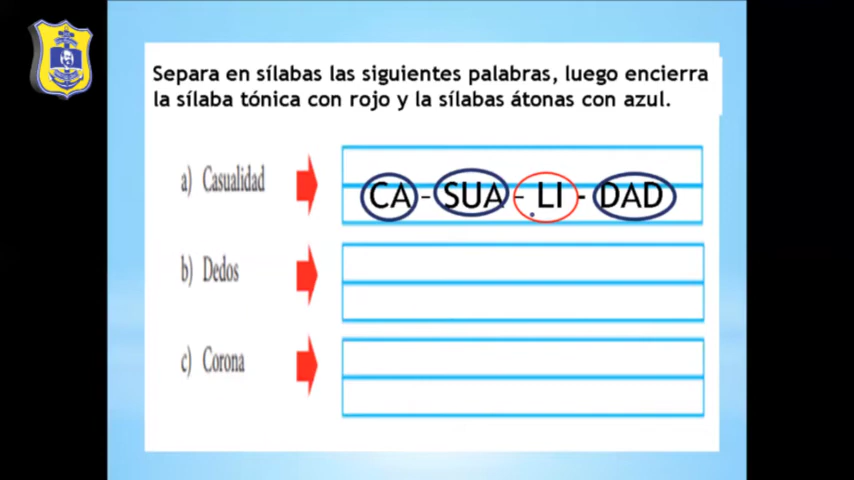 Separa en sílabas las siguientes palabras, luego encierra
la sílaba tónica con rojo y la sílabas átonas con azul.
a) Casualidad
CA - SUA - LI - DAD
b) Dedos
c) Corona